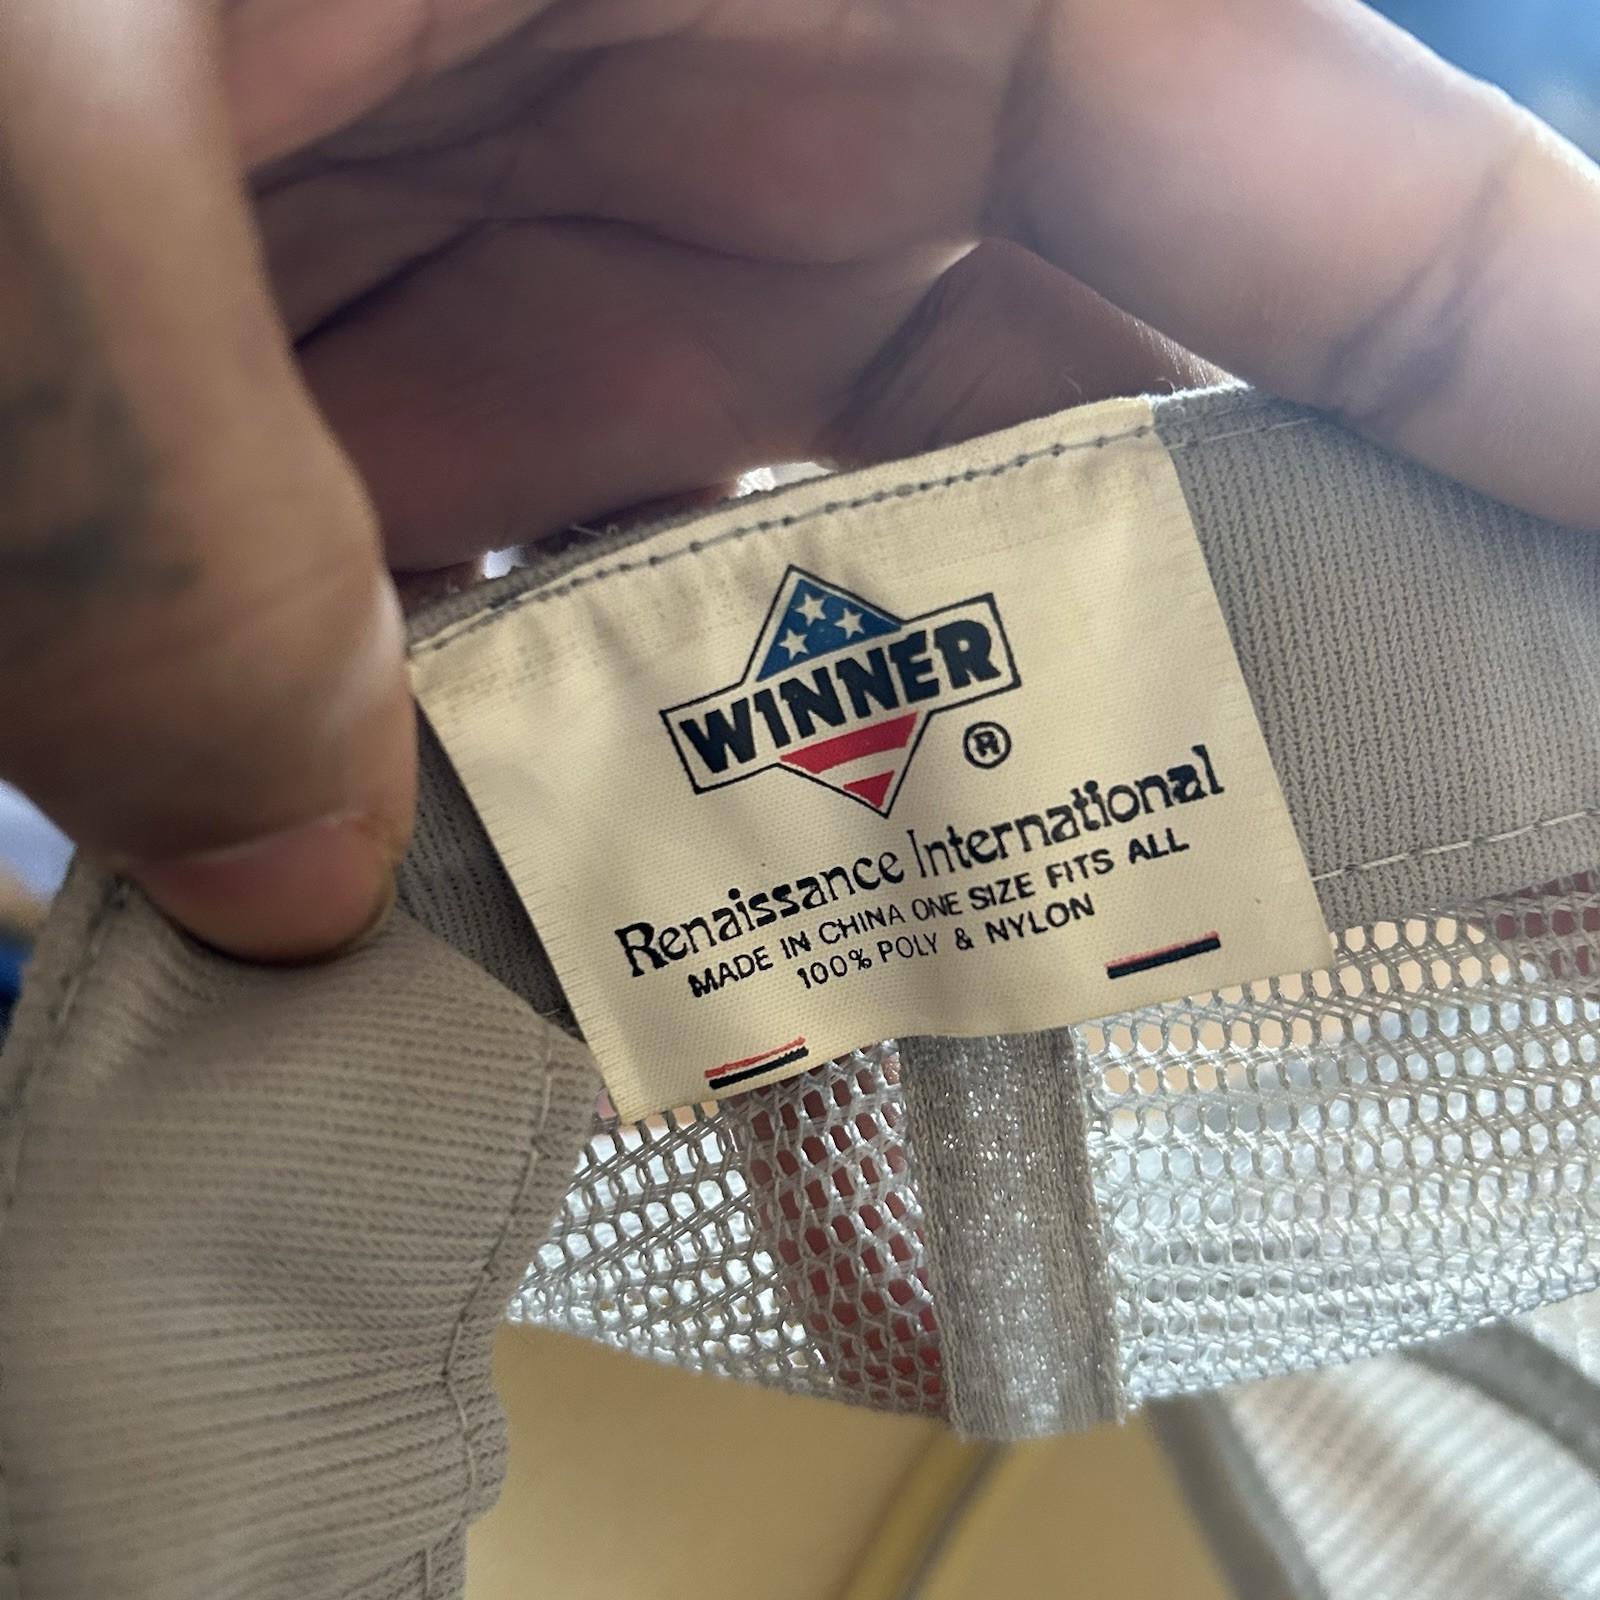 WINNER
®
Renaissance International
MADE IN CHINA ONE SIZE FITS ALL
100% POLY & NYLON